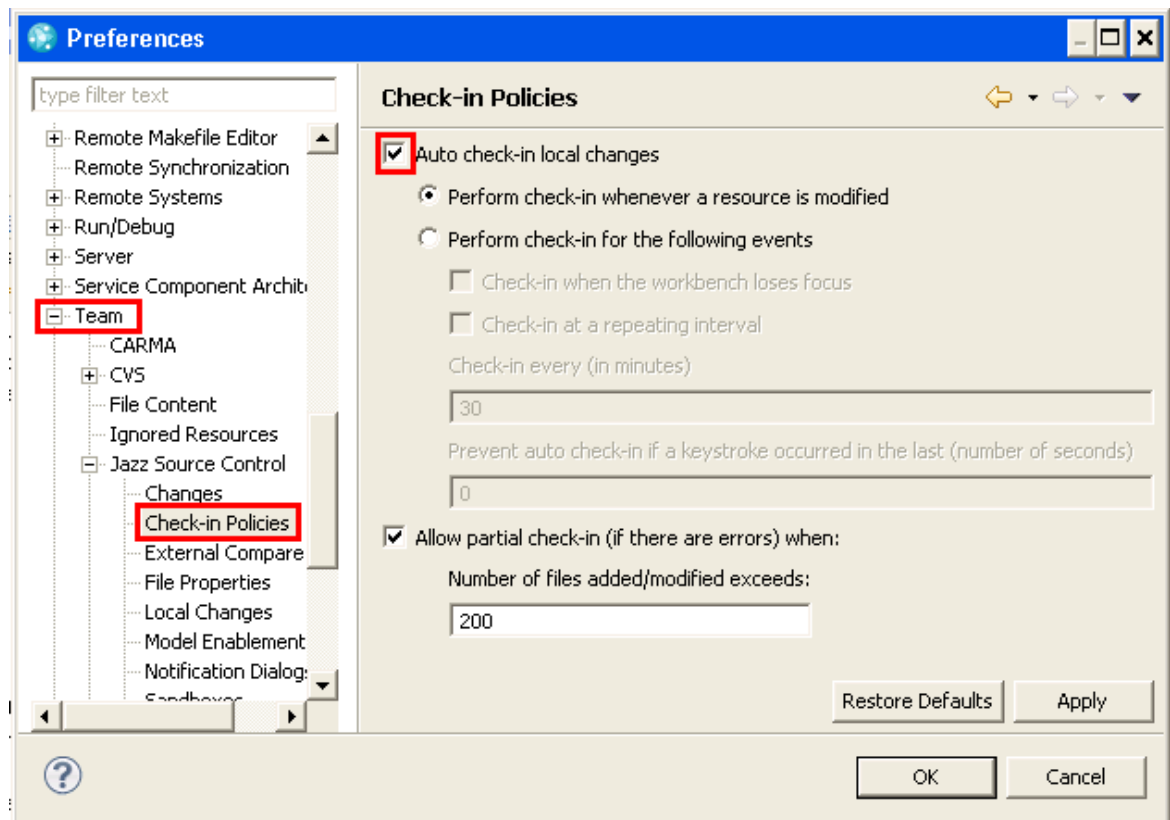 Preferences
type filter text
Remote Makefile Editor
Remote Synchronization
Remote Systems
Run/Debug
Server
Service Component Archit
Team
CARMA
CVS
File Content
Ignored Resources
Jazz Source Control
Changes
Check-in Policies
External Compare
File Properties
Local Changes
Model Enablement
Notification Dialog
Sandboxes
Check-in Policies
Auto check-in local changes
Perform check-in whenever a resource is modified
Perform check-in for the following events
Check-in when the workbench loses focus
Check-in at a repeating interval
Check-in every (in minutes)
30
Prevent auto check-in if a keystroke occurred in the last (number of seconds)
0
Allow partial check-in (if there are errors) when:
Number of files added/modified exceeds:
200
Restore Defaults
Apply
?
OK
Cancel